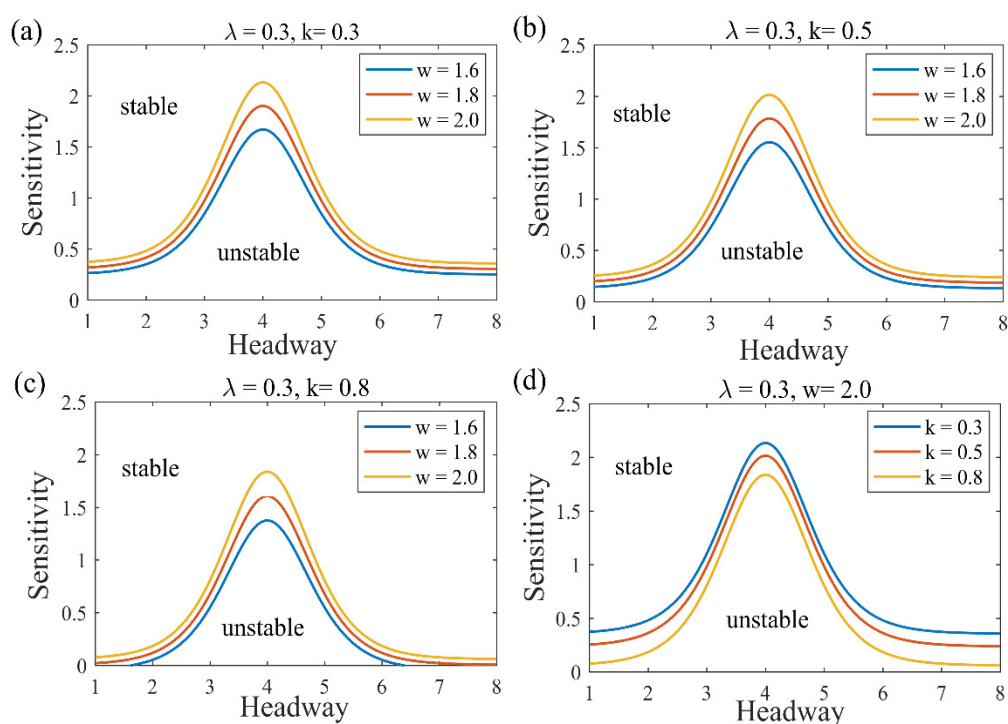 (a)
λ = 0.3, k= 0.3
2.5
2
1.5
1
0.5
0
Sensitivity
stable
unstable
w = 1.6
w = 1.8
w = 2.0
1 2 3 4 5 6 7 8
Headway
(b)
λ = 0.3, k= 0.5
2.5
2
1.5
1
0.5
0
Sensitivity
stable
unstable
w = 1.6
w = 1.8
w = 2.0
1 2 3 4 5 6 7 8
Headway
(c)
λ = 0.3, k= 0.8
2.5
2
1.5
1
0.5
0
Sensitivity
stable
unstable
w = 1.6
w = 1.8
w = 2.0
1 2 3 4 5 6 7 8
Headway
(d)
λ = 0.3, w= 2.0
2.5
2
1.5
1
0.5
0
Sensitivity
stable
unstable
k = 0.3
k = 0.5
k = 0.8
1 2 3 4 5 6 7 8
Headway